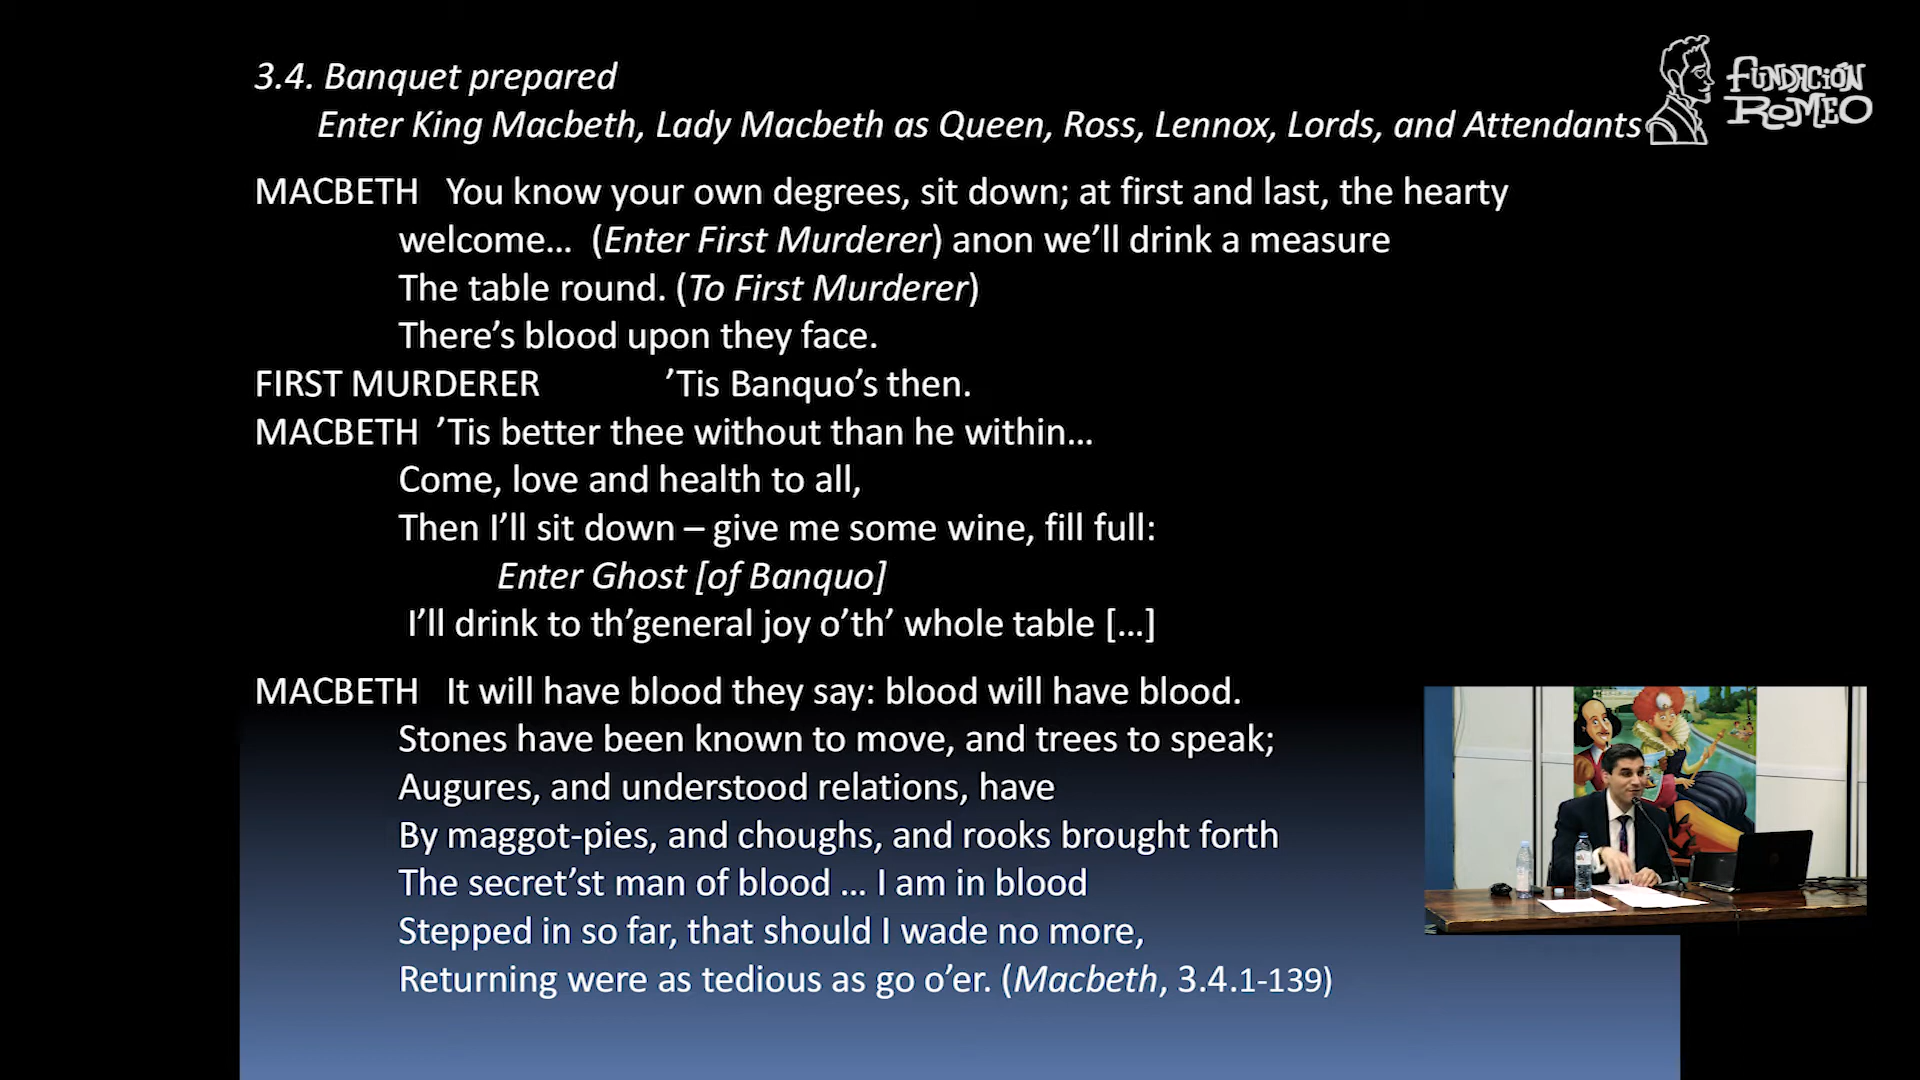 3.4. Banquet prepared
Enter King Macbeth, Lady Macbeth as Queen, Ross, Lennox, Lords, and Attendants
FUNDACIÓN
ROMEO
MACBETH You know your own degrees, sit down; at first and last, the hearty
welcome… (Enter First Murderer) anon we’ll drink a measure
The table round. (To First Murderer)
There’s blood upon they face.
FIRST MURDERER ’Tis Banquo’s then.
MACBETH ’Tis better thee without than he within…
Come, love and health to all,
Then I’ll sit down – give me some wine, fill full:
Enter Ghost [of Banquo]
I’ll drink to th’general joy o’th’ whole table […]
MACBETH It will have blood they say: blood will have blood.
Stones have been known to move, and trees to speak;
Augures, and understood relations, have
By maggot-pies, and choughs, and rooks brought forth
The secret’st man of blood … I am in blood
Stepped in so far, that should I wade no more,
Returning were as tedious as go o’er. (Macbeth, 3.4.1-139)